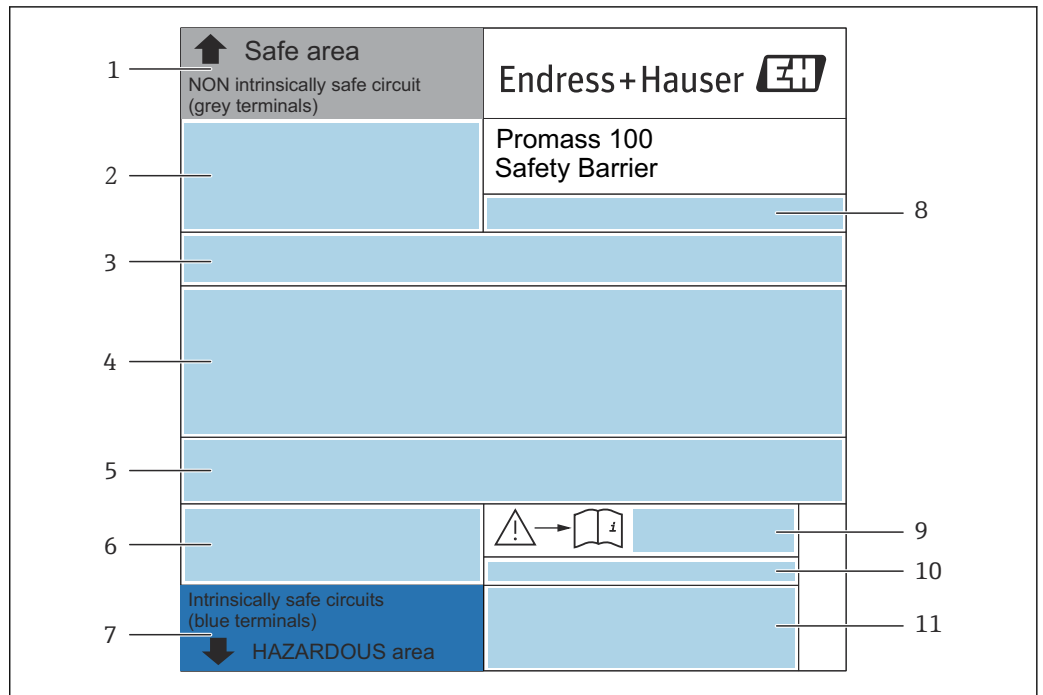 Safe area
NON intrinsically safe circuit
(grey terminals)
Endress+Hauser EH
Promass 100
Safety Barrier
1
2
3
4
5
6
7
8
9
10
11
i
Intrinsically safe circuits
(blue terminals)
HAZARDOUS area